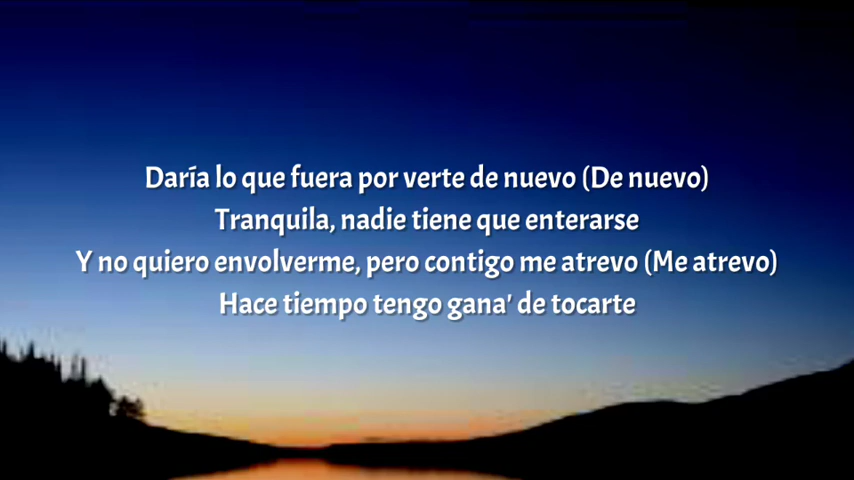 Daría lo que fuera por verte de nuevo (De nuevo)
Tranquila, nadie tiene que enterarse
Y no quiero envolverme, pero contigo me atrevo (Me atrevo)
Hace tiempo tengo gana' de tocarte